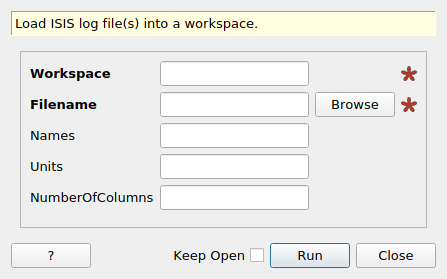 Load ISIS log file(s) into a workspace.
Workspace
Filename Browse
Names
Units
NumberOfColumns
? Keep Open Run Close